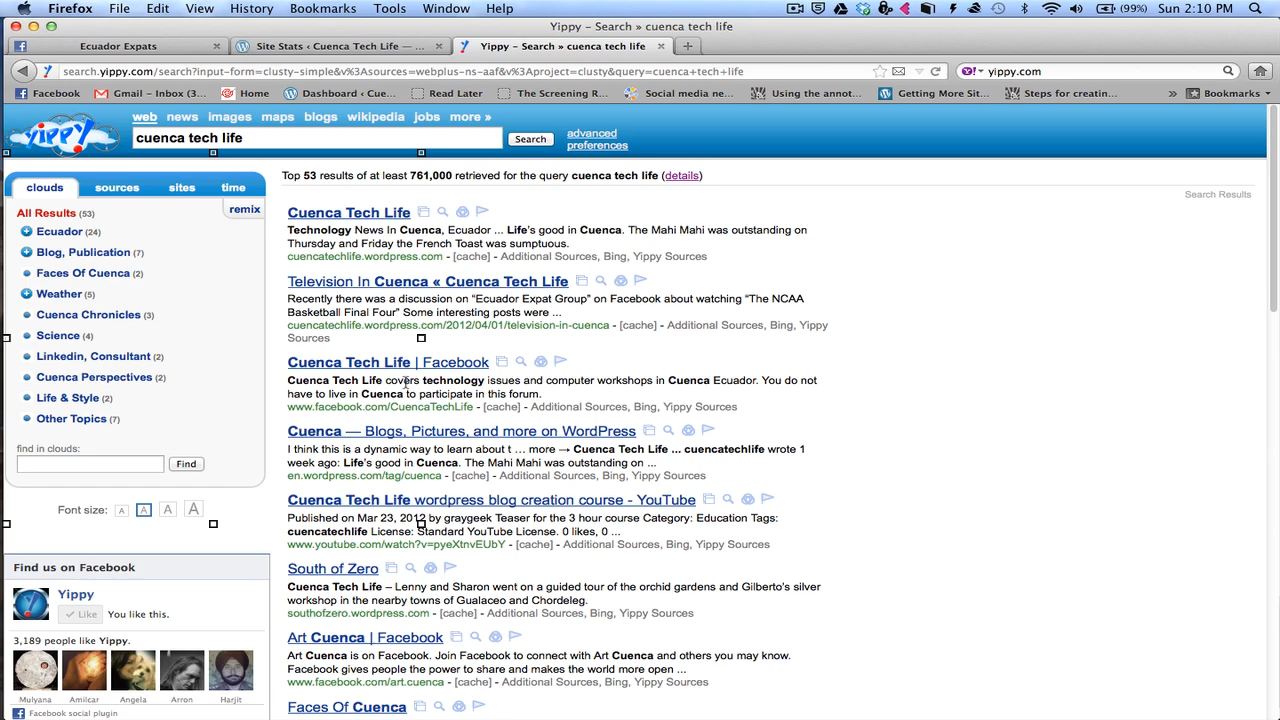 Firefox File Edit View History Bookmarks Tools Window Help (99%) Sun 2:10 PM
Yippy – Search » cuenca tech life
Ecuador Expats
Site Stats ‹ Cuenca Tech Life — ...
Yippy – Search » cuenca tech life
search.yippy.com/search?input-form=clusty-simple&v%3Asources=webplus-ns-aaf&v%3Aproject=clusty&query=cuenca+tech+life
yippy.com
Facebook
Gmail – Inbox (3...
Home
Dashboard ‹ Cue...
Read Later
The Screening R...
Social media ne...
Using the annot...
Getting More Sit...
Steps for creatin...
» Bookmarks
yippy!
web news images maps blogs wikipedia jobs more »
cuenca tech life
Search
advanced
preferences
clouds sources sites time
remix
All Results (53)
Ecuador (24)
Blog, Publication (7)
Faces Of Cuenca (2)
Weather (5)
Cuenca Chronicles (3)
Science (4)
Linkedin, Consultant (2)
Cuenca Perspectives (2)
Life & Style (2)
Other Topics (7)
find in clouds:
Find
Font size: A A A A
Find us on Facebook
Yippy
Like You like this.
3,189 people like Yippy.
Mulyana Amilcar Angela Arron Harjit
Facebook social plugin
Top 53 results of at least 761,000 retrieved for the query cuenca tech life (details)
Search Results
Cuenca Tech Life
Technology News In Cuenca, Ecuador ... Life's good in Cuenca. The Mahi Mahi was outstanding on
Thursday and Friday the French Toast was sumptuous.
cuencatechlife.wordpress.com - [cache] - Additional Sources, Bing, Yippy Sources
Television In Cuenca « Cuenca Tech Life
Recently there was a discussion on “Ecuador Expat Group” on Facebook about watching “The NCAA
Basketball Final Four” Some interesting posts were ...
cuencatechlife.wordpress.com/2012/04/01/television-in-cuenca - [cache] - Additional Sources, Bing, Yippy
Sources
Cuenca Tech Life | Facebook
Cuenca Tech Life covers technology issues and computer workshops in Cuenca Ecuador. You do not
have to live in Cuenca to participate in this forum.
www.facebook.com/CuencaTechLife - [cache] - Additional Sources, Bing, Yippy Sources
Cuenca — Blogs, Pictures, and more on WordPress
I think this is a dynamic way to learn about t ... more → Cuenca Tech Life ... cuencatechlife wrote 1
week ago: Life's good in Cuenca. The Mahi Mahi was outstanding on ...
en.wordpress.com/tag/cuenca - [cache] - Additional Sources, Bing, Yippy Sources
Cuenca Tech Life wordpress blog creation course - YouTube
Published on Mar 23, 2012 by graygeek Teaser for the 3 hour course Category: Education Tags:
cuencatechlife License: Standard YouTube License. 0 likes, 0 ...
www.youtube.com/watch?v=pyeXtnvEUbY - [cache] - Additional Sources, Bing, Yippy Sources
South of Zero
Cuenca Tech Life – Lenny and Sharon went on a guided tour of the orchid gardens and Gilberto's silver
workshop in the nearby towns of Gualaceo and Chordeleg.
southofzero.wordpress.com - [cache] - Additional Sources, Bing, Yippy Sources
Art Cuenca | Facebook
Art Cuenca is on Facebook. Join Facebook to connect with Art Cuenca and others you may know.
Facebook gives people the power to share and makes the world more open ...
www.facebook.com/art.cuenca - [cache] - Additional Sources, Bing, Yippy Sources
Faces Of Cuenca